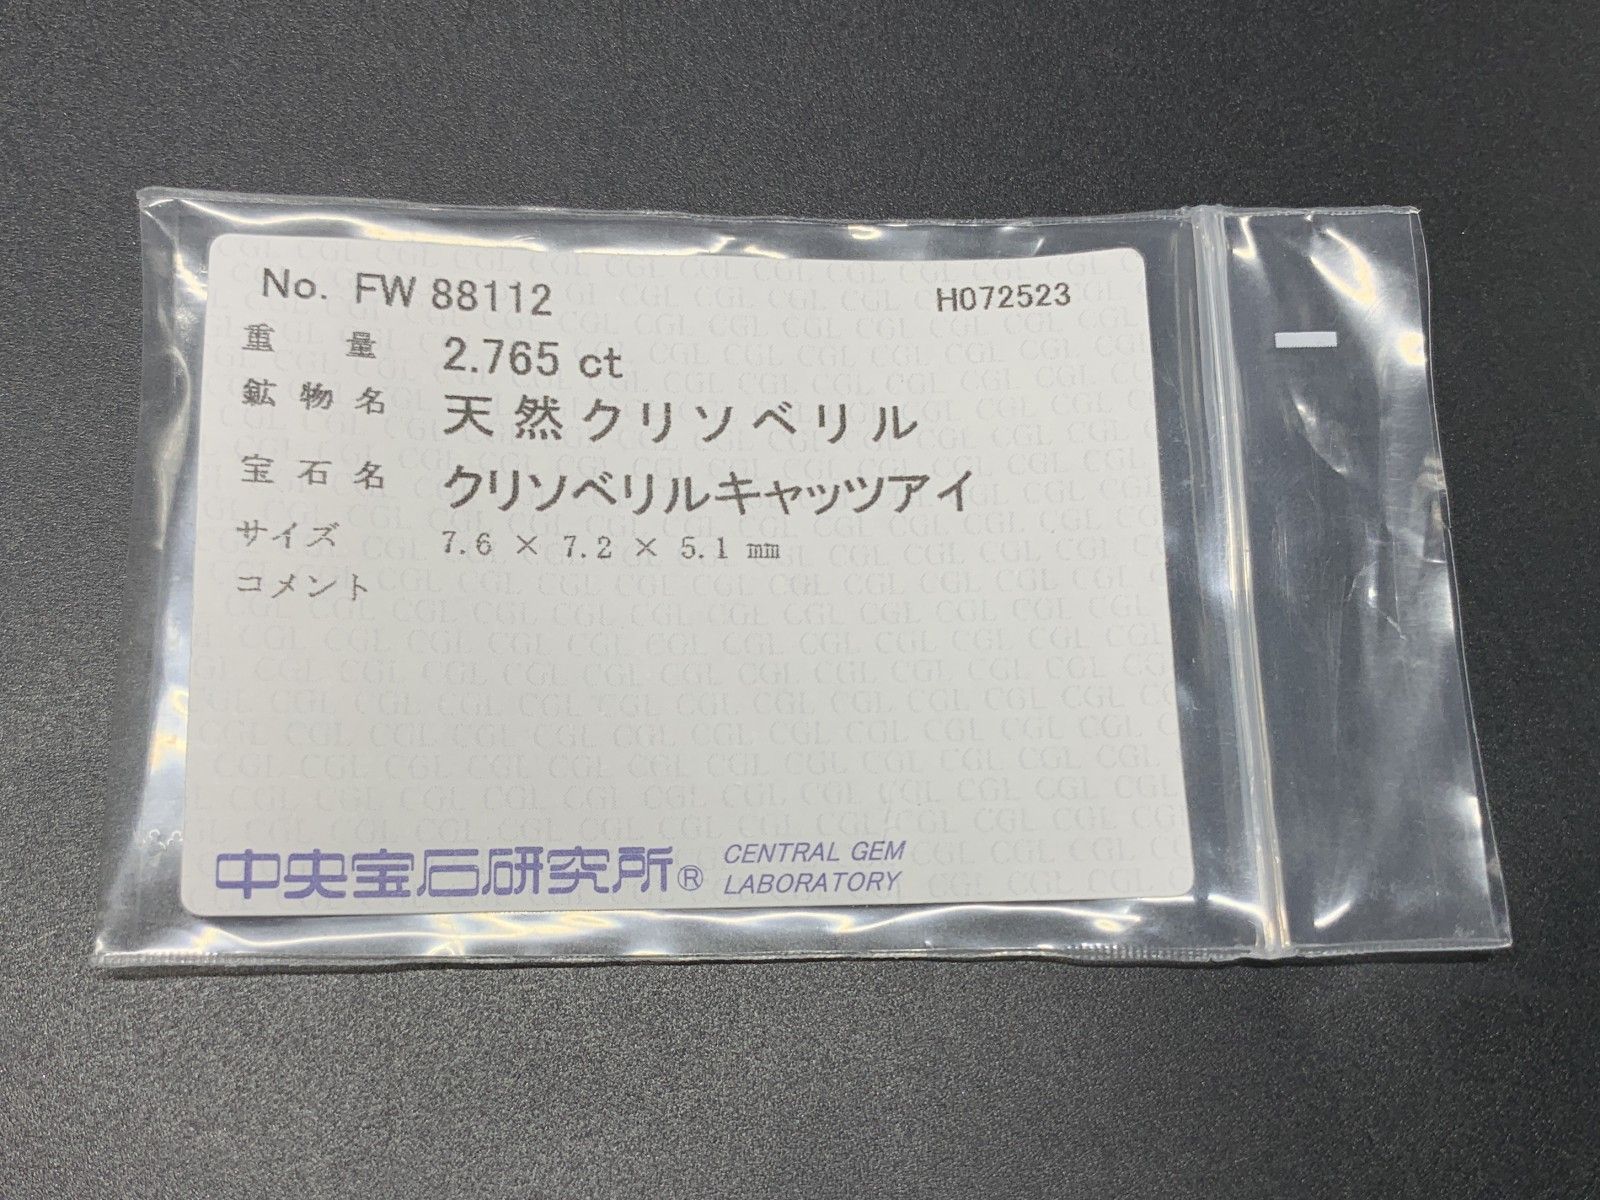 No. FW 88112 H072523
重量 2.765 ct
鉱物名 天然クリソベリル
宝石名 クリソベリルキャッツアイ
サイズ 7.6 × 7.2 × 5.1 mm
コメント
中央宝石研究所® CENTRAL GEM
LABORATORY